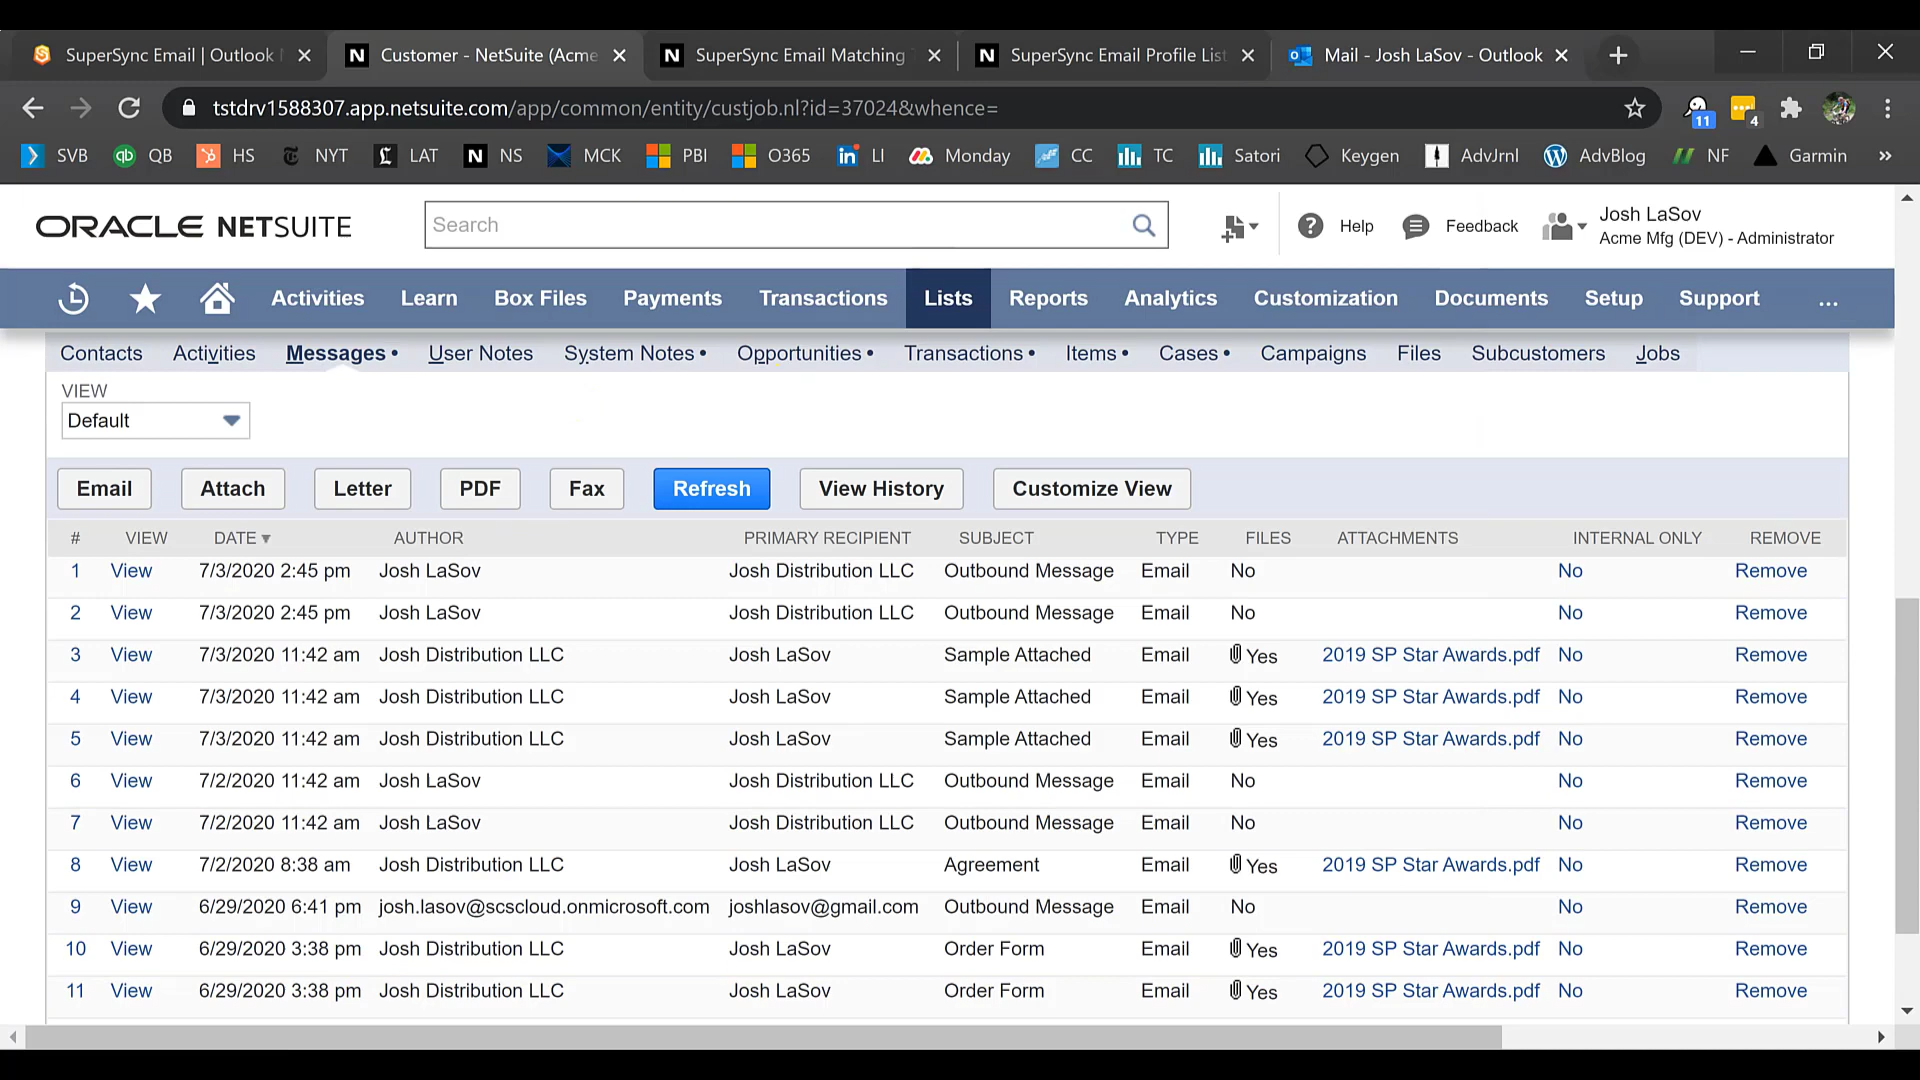 SuperSync Email | Outlook
Customer - NetSuite (Acme
SuperSync Email Matching
SuperSync Email Profile List
Mail - Josh LaSov - Outlook
tstdrv1588307.app.netsuite.com/app/common/entity/custjob.nl?id=37024&whence=
11
4
SVB QB HS NYT LAT NS MCK PBI O365 LI Monday CC TC Satori Keygen AdvJrnl AdvBlog NF Garmin »
ORACLE NETSUITE
Search
Help
Feedback
Josh LaSov
Acme Mfg (DEV) - Administrator
Activities Learn Box Files Payments Transactions Lists Reports Analytics Customization Documents Setup Support ...
Contacts Activities Messages • User Notes System Notes • Opportunities • Transactions • Items • Cases • Campaigns Files Subcustomers Jobs
VIEW
Default
Email Attach Letter PDF Fax Refresh View History Customize View
# VIEW DATE ▼ AUTHOR PRIMARY RECIPIENT SUBJECT TYPE FILES ATTACHMENTS INTERNAL ONLY REMOVE
1 View 7/3/2020 2:45 pm Josh LaSov Josh Distribution LLC Outbound Message Email No No Remove
2 View 7/3/2020 2:45 pm Josh LaSov Josh Distribution LLC Outbound Message Email No No Remove
3 View 7/3/2020 11:42 am Josh Distribution LLC Josh LaSov Sample Attached Email Yes 2019 SP Star Awards.pdf No Remove
4 View 7/3/2020 11:42 am Josh Distribution LLC Josh LaSov Sample Attached Email Yes 2019 SP Star Awards.pdf No Remove
5 View 7/3/2020 11:42 am Josh Distribution LLC Josh LaSov Sample Attached Email Yes 2019 SP Star Awards.pdf No Remove
6 View 7/2/2020 11:42 am Josh LaSov Josh Distribution LLC Outbound Message Email No No Remove
7 View 7/2/2020 11:42 am Josh LaSov Josh Distribution LLC Outbound Message Email No No Remove
8 View 7/2/2020 8:38 am Josh Distribution LLC Josh LaSov Agreement Email Yes 2019 SP Star Awards.pdf No Remove
9 View 6/29/2020 6:41 pm josh.lasov@scscloud.onmicrosoft.com joshlasov@gmail.com Outbound Message Email No No Remove
10 View 6/29/2020 3:38 pm Josh Distribution LLC Josh LaSov Order Form Email Yes 2019 SP Star Awards.pdf No Remove
11 View 6/29/2020 3:38 pm Josh Distribution LLC Josh LaSov Order Form Email Yes 2019 SP Star Awards.pdf No Remove